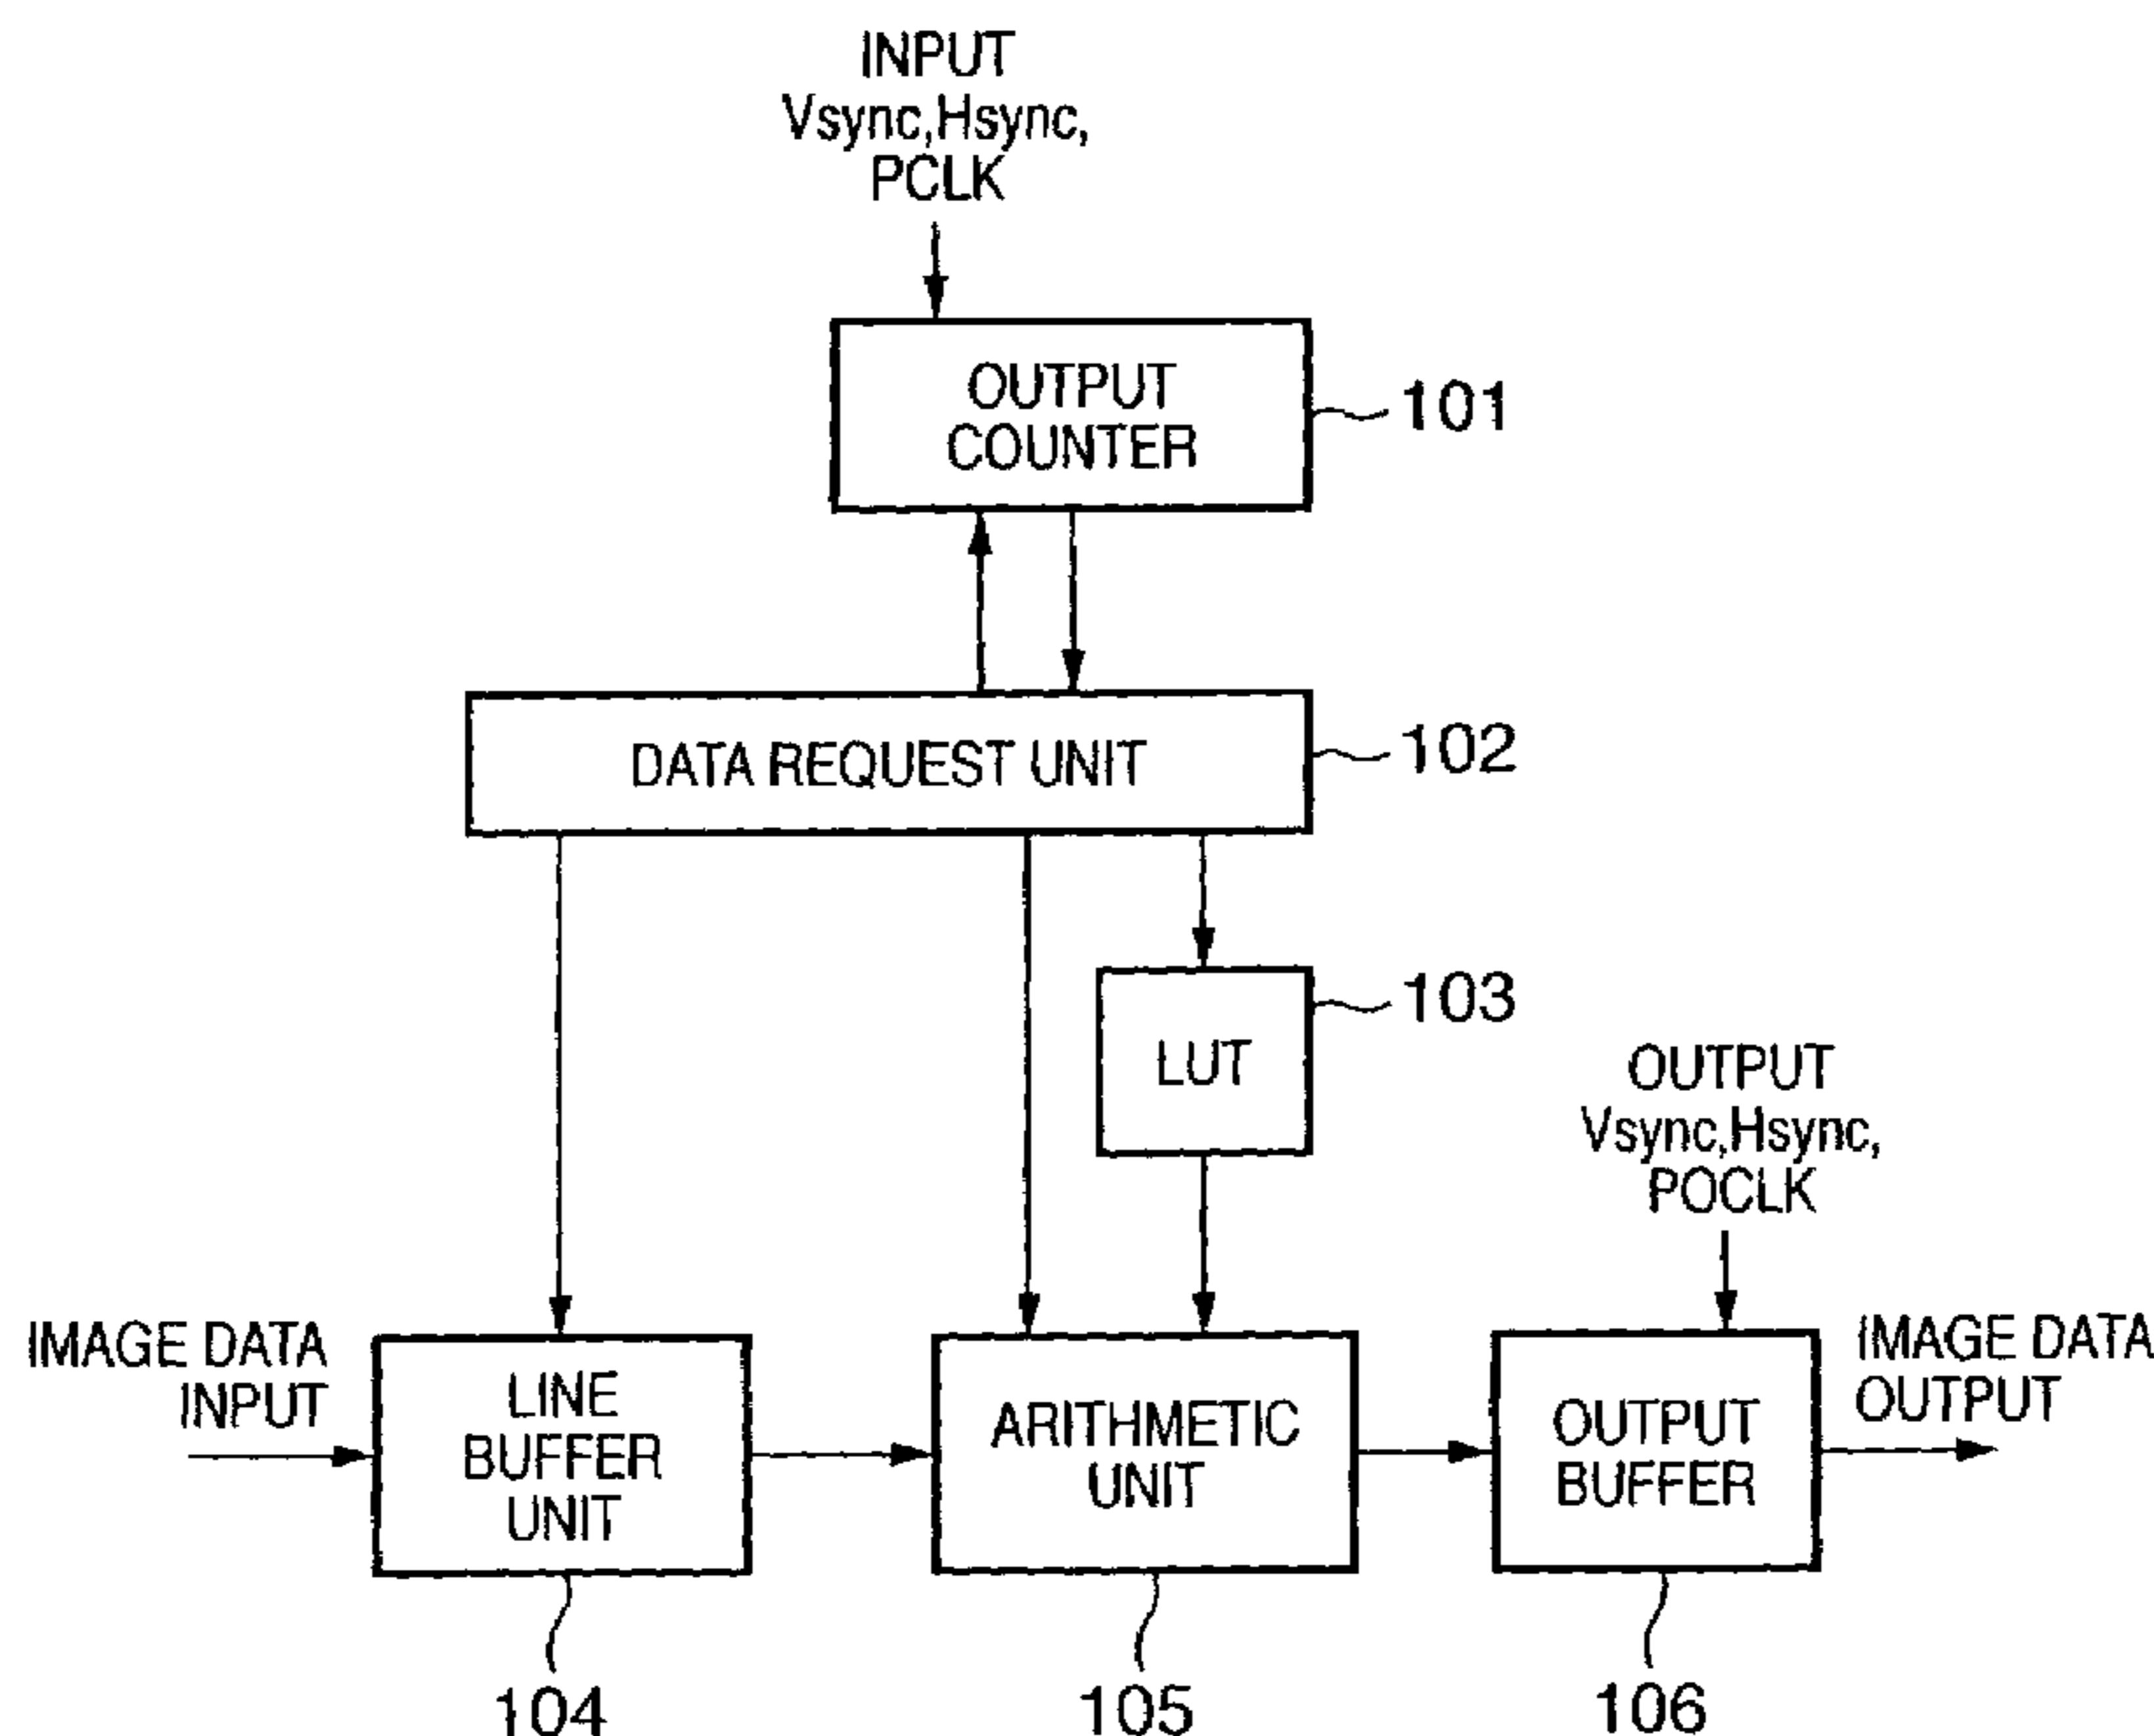 INPUT
Vsync,Hsync,
PCLK
OUTPUT
COUNTER
101
DATA REQUEST UNIT
102
LUT
103
OUTPUT
Vsync,Hsync,
POCLK
IMAGE DATA
INPUT
LINE
BUFFER
UNIT
ARITHMETIC
UNIT
OUTPUT
BUFFER
IMAGE DATA
OUTPUT
104
105
106